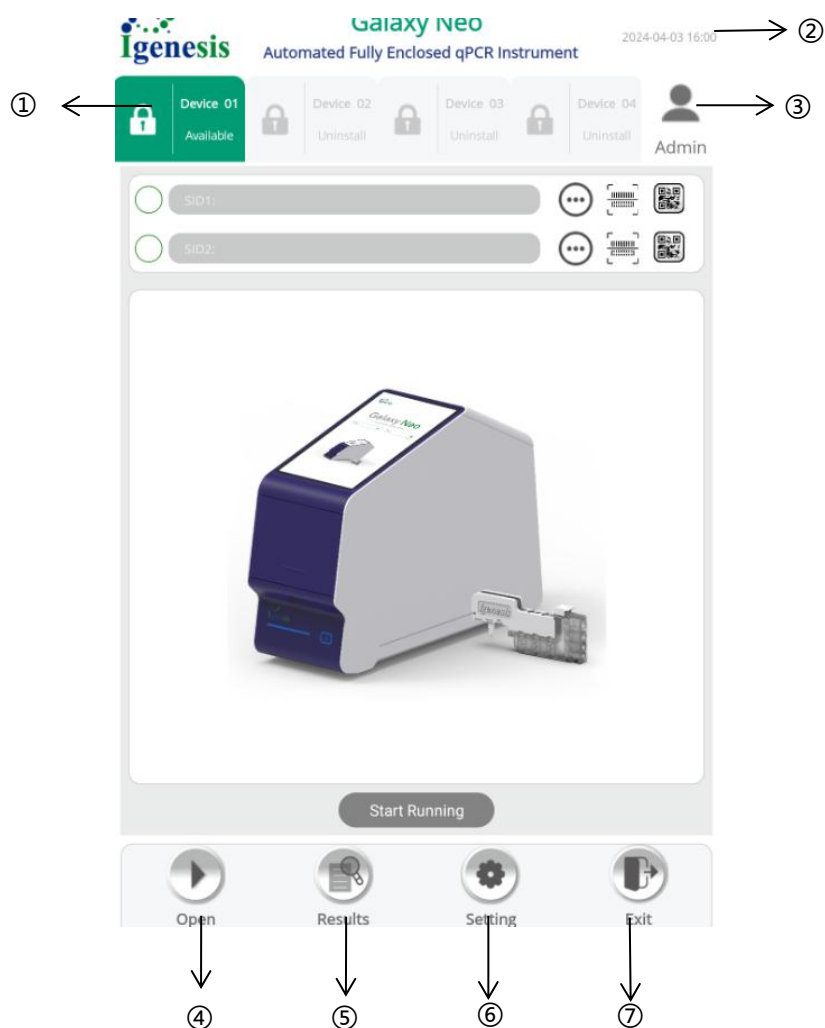 Galaxy Neo
Igenesis
Automated Fully Enclosed qPCR Instrument
2024-04-03 16:00
②
①
Device 01
Available
Device 02
Uninstall
Device 03
Uninstall
Device 04
Uninstall
Admin
③
SID1:
SID2:
Galaxy Neo
Igenesis
Start Running
Open
Results
Setting
Exit
④
⑤
⑥
⑦